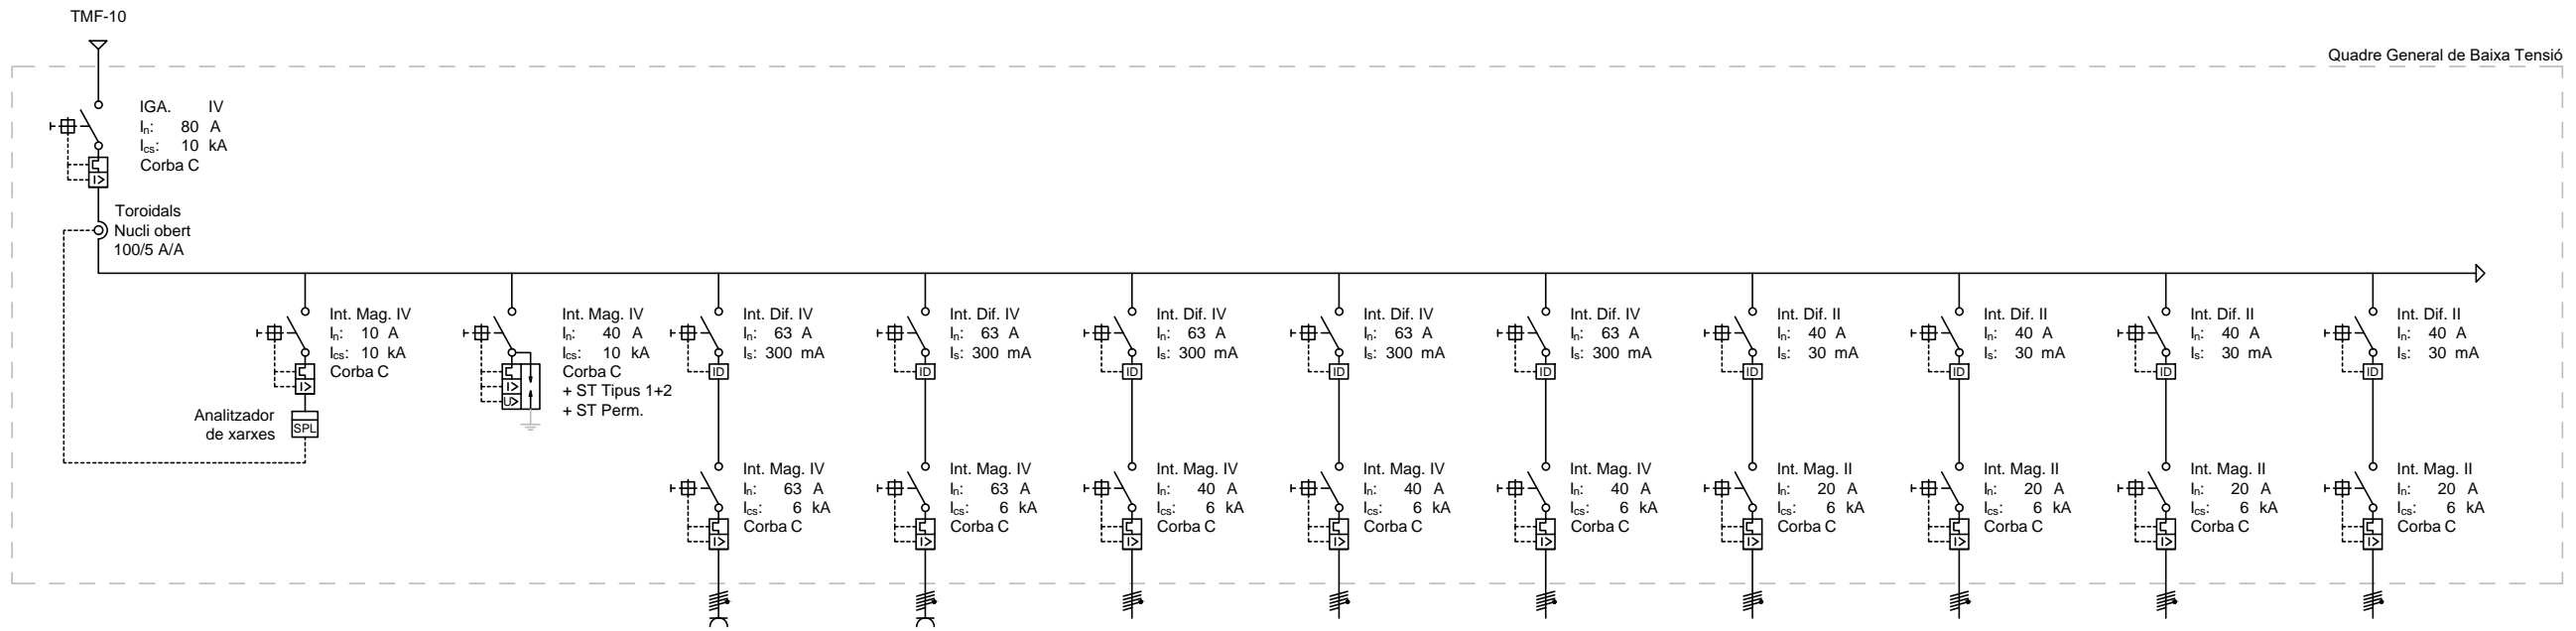 TMF-10
Quadre General de Baixa Tensió
IGA. IV
In: 80 A
Ics: 10 kA
Corba C
I>
Toroidals
Nucli obert
100/5 A/A
Int. Mag. IV
In: 10 A
Ics: 10 kA
Corba C
I>
Analitzador
de xarxes
SPL
Int. Mag. IV
In: 40 A
Ics: 10 kA
Corba C
+ ST Tipus 1+2
+ ST Perm.
I>
U>
Int. Dif. IV
In: 63 A
Is: 300 mA
ID
Int. Mag. IV
In: 63 A
Ics: 6 kA
Corba C
I>
Int. Dif. IV
In: 63 A
Is: 300 mA
ID
Int. Mag. IV
In: 63 A
Ics: 6 kA
Corba C
I>
Int. Dif. IV
In: 63 A
Is: 300 mA
ID
Int. Mag. IV
In: 40 A
Ics: 6 kA
Corba C
I>
Int. Dif. IV
In: 63 A
Is: 300 mA
ID
Int. Mag. IV
In: 40 A
Ics: 6 kA
Corba C
I>
Int. Dif. IV
In: 63 A
Is: 300 mA
ID
Int. Mag. IV
In: 40 A
Ics: 6 kA
Corba C
I>
Int. Dif. II
In: 40 A
Is: 30 mA
ID
Int. Mag. II
In: 20 A
Ics: 6 kA
Corba C
I>
Int. Dif. II
In: 40 A
Is: 30 mA
ID
Int. Mag. II
In: 20 A
Ics: 6 kA
Corba C
I>
Int. Dif. II
In: 40 A
Is: 30 mA
ID
Int. Mag. II
In: 20 A
Ics: 6 kA
Corba C
I>
Int. Dif. II
In: 40 A
Is: 30 mA
ID
Int. Mag. II
In: 20 A
Ics: 6 kA
Corba C
I>